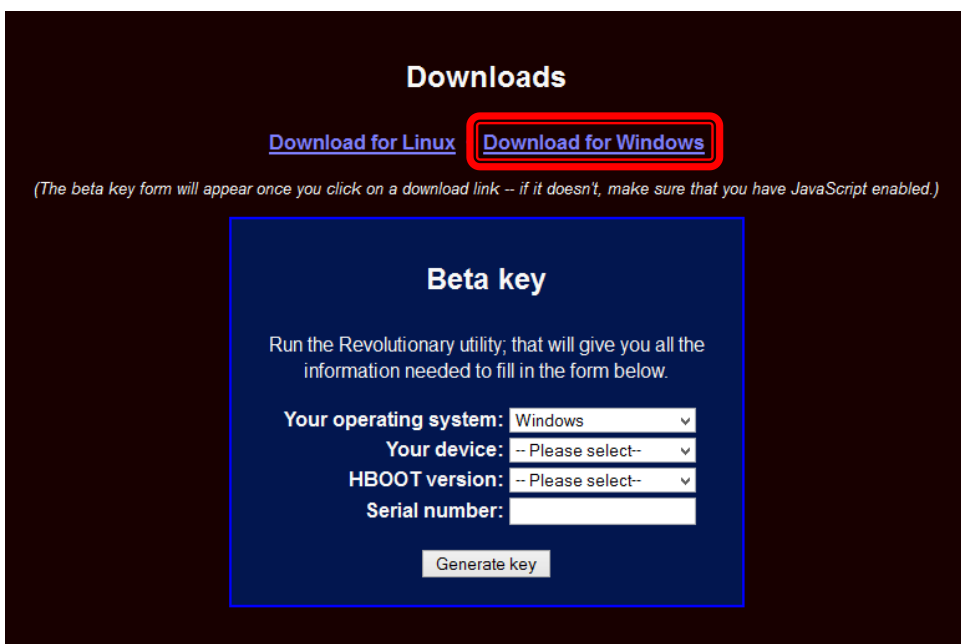 Downloads
Download for Linux Download for Windows
(The beta key form will appear once you click on a download link -- if it doesn't, make sure that you have JavaScript enabled.)
Beta key
Run the Revolutionary utility; that will give you all the
information needed to fill in the form below.
Your operating system: Windows
Your device: -- Please select--
HBOOT version: -- Please select--
Serial number:
Generate key